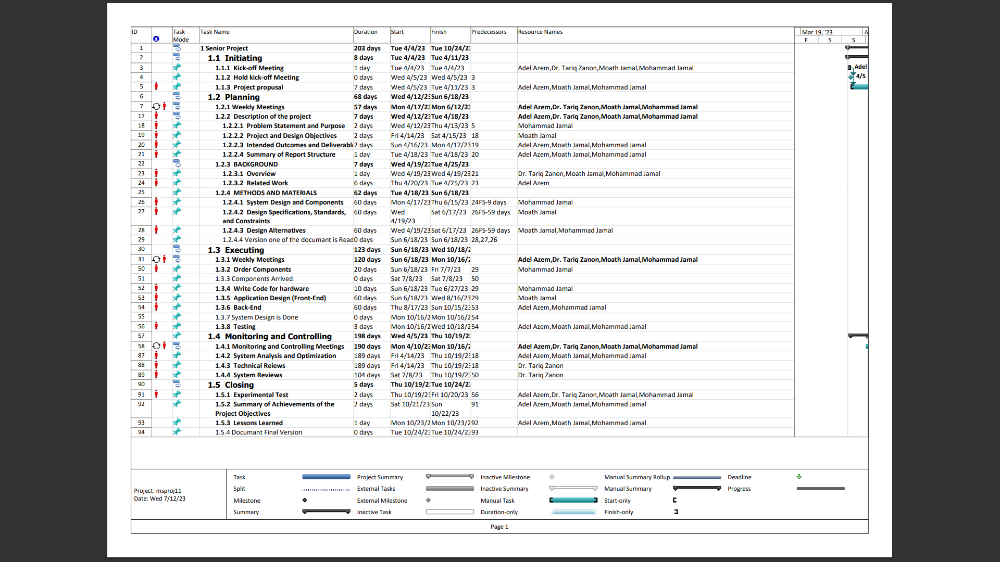 ID Task Mode Task Name Duration Start Finish Predecessors Resource Names Mar 19, '23 A
F S S
1 1 Senior Project 203 days Tue 4/4/23 Tue 10/24/23
2 1.1 Initiating 8 days Tue 4/4/23 Tue 4/11/23
3 1.1.1 Kick-off Meeting 1 day Tue 4/4/23 Tue 4/4/23 Adel Azem,Dr. Tariq Zanon,Moath Jamal,Mohammad Jamal Adel
4 1.1.2 Hold kick-off Meeting 0 days Wed 4/5/23 Wed 4/5/23 3 4/5
5 1.1.3 Project propusal 7 days Wed 4/5/23 Tue 4/11/23 3 Adel Azem,Moath Jamal,Mohammad Jamal
6 1.2 Planning 68 days Wed 4/12/23 Sun 6/18/23
7 1.2.1 Weekly Meetings 57 days Mon 4/17/23 Mon 6/12/23 Adel Azem,Dr. Tariq Zanon,Moath Jamal,Mohammad Jamal
17 1.2.2 Description of the project 7 days Wed 4/12/23 Tue 4/18/23 Adel Azem,Dr. Tariq Zanon,Moath Jamal,Mohammad Jamal
18 1.2.2.1 Problem Statement and Purpose 2 days Wed 4/12/23 Thu 4/13/23 5 Mohammad Jamal
19 1.2.2.2 Project and Design Objectives 2 days Fri 4/14/23 Sat 4/15/23 18 Moath Jamal
20 1.2.2.3 Intended Outcomes and Deliverabl 2 days Sun 4/16/23 Mon 4/17/23 19 Adel Azem,Moath Jamal,Mohammad Jamal
21 1.2.2.4 Summary of Report Structure 1 day Tue 4/18/23 Tue 4/18/23 20 Adel Azem,Moath Jamal,Mohammad Jamal
22 1.2.3 BACKGROUND 7 days Wed 4/19/23 Tue 4/25/23
23 1.2.3.1 Overview 1 day Wed 4/19/23 Wed 4/19/23 21 Dr. Tariq Zanon,Moath Jamal,Mohammad Jamal
24 1.2.3.2 Related Work 6 days Thu 4/20/23 Tue 4/25/23 23 Adel Azem
25 1.2.4 METHODS AND MATERIALS 62 days Tue 4/18/23 Sun 6/18/23
26 1.2.4.1 System Design and Components 60 days Mon 4/17/23 Thu 6/15/23 24FS-9 days Mohammad Jamal
27 1.2.4.2 Design Specifications, Standards, 60 days Wed Sat 6/17/23 26FS-59 days Moath Jamal
and Constraints 4/19/23
28 1.2.4.3 Design Alternatives 60 days Wed 4/19/23 Sat 6/17/23 26FS-59 days Moath Jamal,Mohammad Jamal
29 1.2.4.4 Version one of the documant is Read 0 days Sun 6/18/23 Sun 6/18/23 28,27,26
30 1.3 Executing 123 days Sun 6/18/23 Wed 10/18/2
31 1.3.1 Weekly Meetings 120 days Sun 6/18/23 Mon 10/16/2 Adel Azem,Dr. Tariq Zanon,Moath Jamal,Mohammad Jamal
50 1.3.2 Order Components 20 days Sun 6/18/23 Fri 7/7/23 29 Mohammad Jamal
51 1.3.3 Components Arrived 0 days Sat 7/8/23 Sat 7/8/23 50
52 1.3.4 Write Code for hardware 10 days Sun 6/18/23 Tue 6/27/23 29 Mohammad Jamal
53 1.3.5 Application Design (Front-End) 60 days Sun 6/18/23 Wed 8/16/23 29 Moath Jamal
54 1.3.6 Back-End 60 days Thu 8/17/23 Sun 10/15/23 53 Adel Azem,Mohammad Jamal
55 1.3.7 System Design is Done 0 days Mon 10/16/2 Mon 10/16/2 54
56 1.3.8 Testing 3 days Mon 10/16/2 Wed 10/18/2 54 Adel Azem,Moath Jamal,Mohammad Jamal
57 1.4 Monitoring and Controlling 198 days Wed 4/5/23 Thu 10/19/23
58 1.4.1 Monitoring and Controlling Meetings 190 days Mon 4/10/23 Mon 10/16/2 Adel Azem,Dr. Tariq Zanon,Moath Jamal,Mohammad Jamal
87 1.4.2 System Analysis and Optimization 189 days Fri 4/14/23 Thu 10/19/23 18 Adel Azem,Moath Jamal,Mohammad Jamal
88 1.4.3 Technical Reiews 189 days Fri 4/14/23 Thu 10/19/23 18 Dr. Tariq Zanon
89 1.4.4 System Reviews 104 days Sat 7/8/23 Thu 10/19/23 50 Dr. Tariq Zanon
90 1.5 Closing 5 days Thu 10/19/23 Tue 10/24/23
91 1.5.1 Experimental Test 2 days Thu 10/19/23 Fri 10/20/23 56 Adel Azem,Dr. Tariq Zanon,Moath Jamal,Mohammad Jamal
92 1.5.2 Summary of Achievements of the 2 days Sat 10/21/23 Sun 91 Adel Azem,Moath Jamal,Mohammad Jamal
Project Objectives 10/22/23
93 1.5.3 Lessons Learned 1 day Mon 10/23/2 Mon 10/23/2 92 Adel Azem,Moath Jamal,Mohammad Jamal
94 1.5.4 Documant Final Version 0 days Tue 10/24/23 Tue 10/24/23 93
Project: msproj11
Date: Wed 7/12/23
Task Project Summary Inactive Milestone Manual Summary Rollup Deadline
Split External Tasks Inactive Summary Manual Summary Progress
Milestone External Milestone Manual Task Start-only
Summary Inactive Task Duration-only Finish-only
Page 1